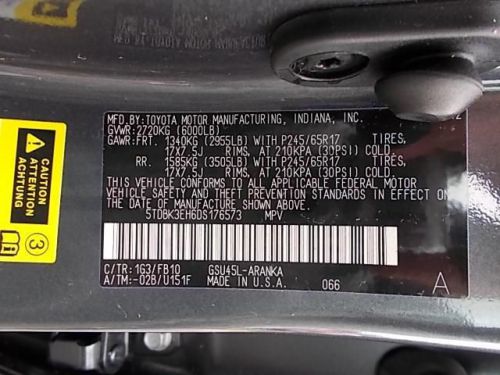 MFD.BY:TOYOTA MOTOR MANUFACTURING, INDIANA, INC.
GVWR:2720KG (6000LB)
GAWR:FRT. 1340KG (2955LB) WITH P245/65R17 TIRES,
17X7.5J RIMS, AT 210KPA (30PSI) COLD.
RR. 1585KG (3505LB) WITH P245/65R17 TIRES,
17X7.5J RIMS, AT 210KPA (30PSI) COLD.
THIS VEHICLE CONFORMS TO ALL APPLICABLE FEDERAL MOTOR
VEHICLE SAFETY AND THEFT PREVENTION STANDARDS IN EFFECT ON
THE DATE OF MANUFACTURE SHOWN ABOVE.
5TDBK3EH6DS176573 MPV
C/TR:1G3/FB10 GSU45L-ARANKA
A/TM:-02B/U151F MADE IN U.S.A. 066 A
ATTENTION
ACHTUNG
3